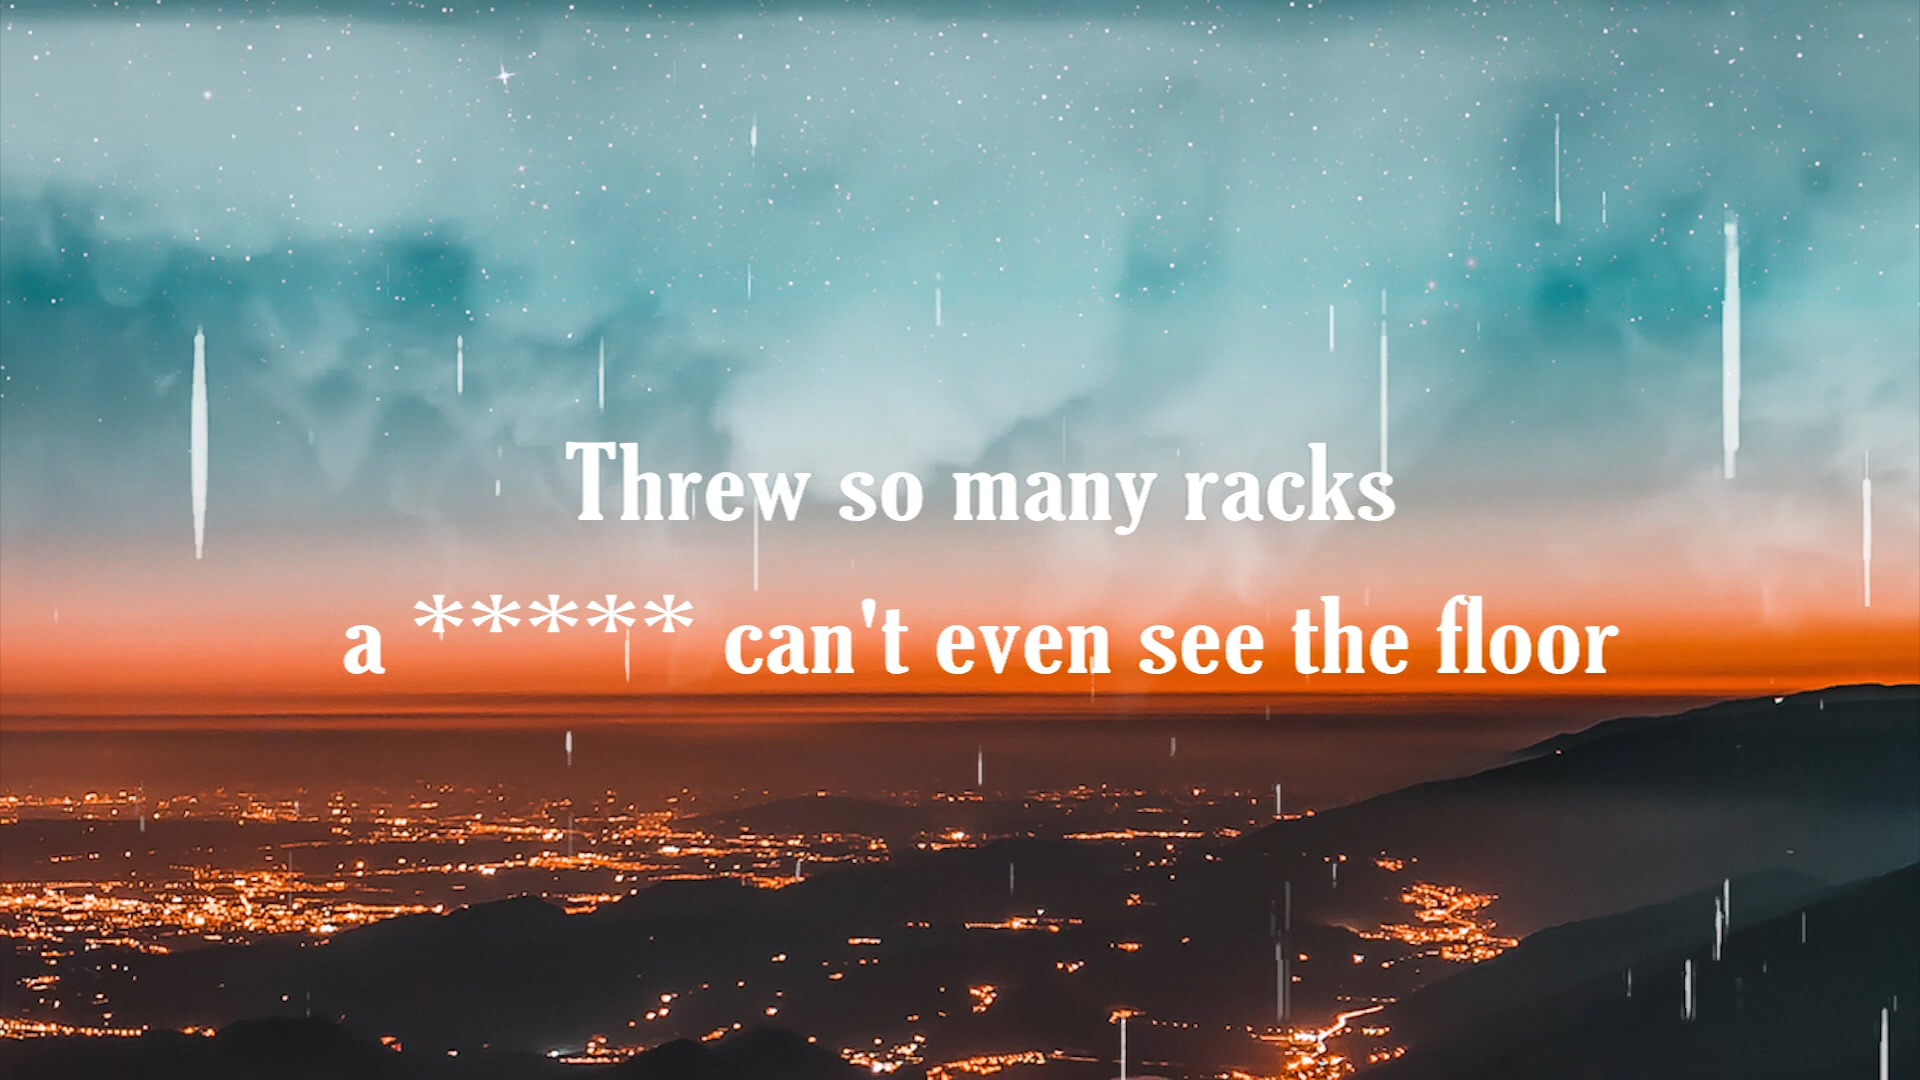 Threw so many racks
a ***** can't even see the floor